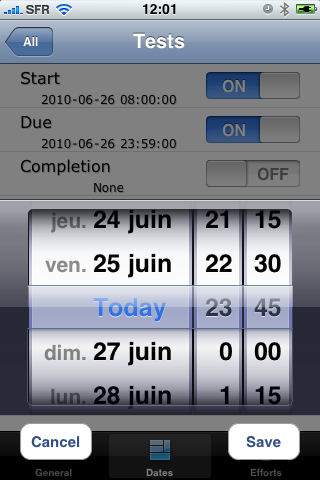 SFR 12:01
All Tests
Start ON
2010-06-26 08:00:00
Due ON
2010-06-26 23:59:00
Completion OFF
None
jeu. 24 juin 21 15
ven. 25 juin 22 30
Today 23 45
dim. 27 juin 0 00
lun. 28 juin 1 15
Cancel Save
General Dates Efforts